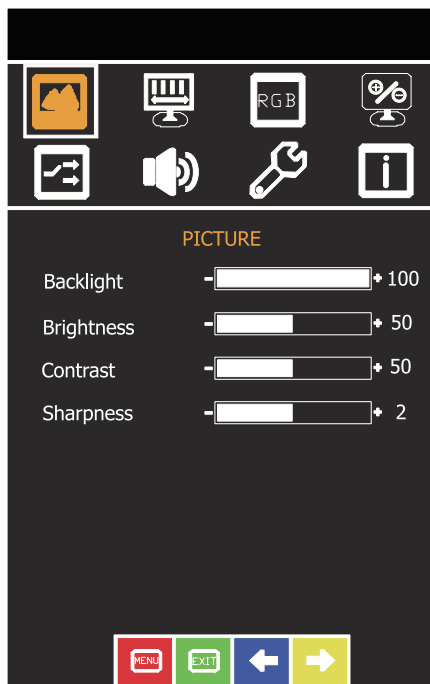 RGB
i
PICTURE
Backlight - + 100
Brightness - + 50
Contrast - + 50
Sharpness - + 2
MENU EXIT